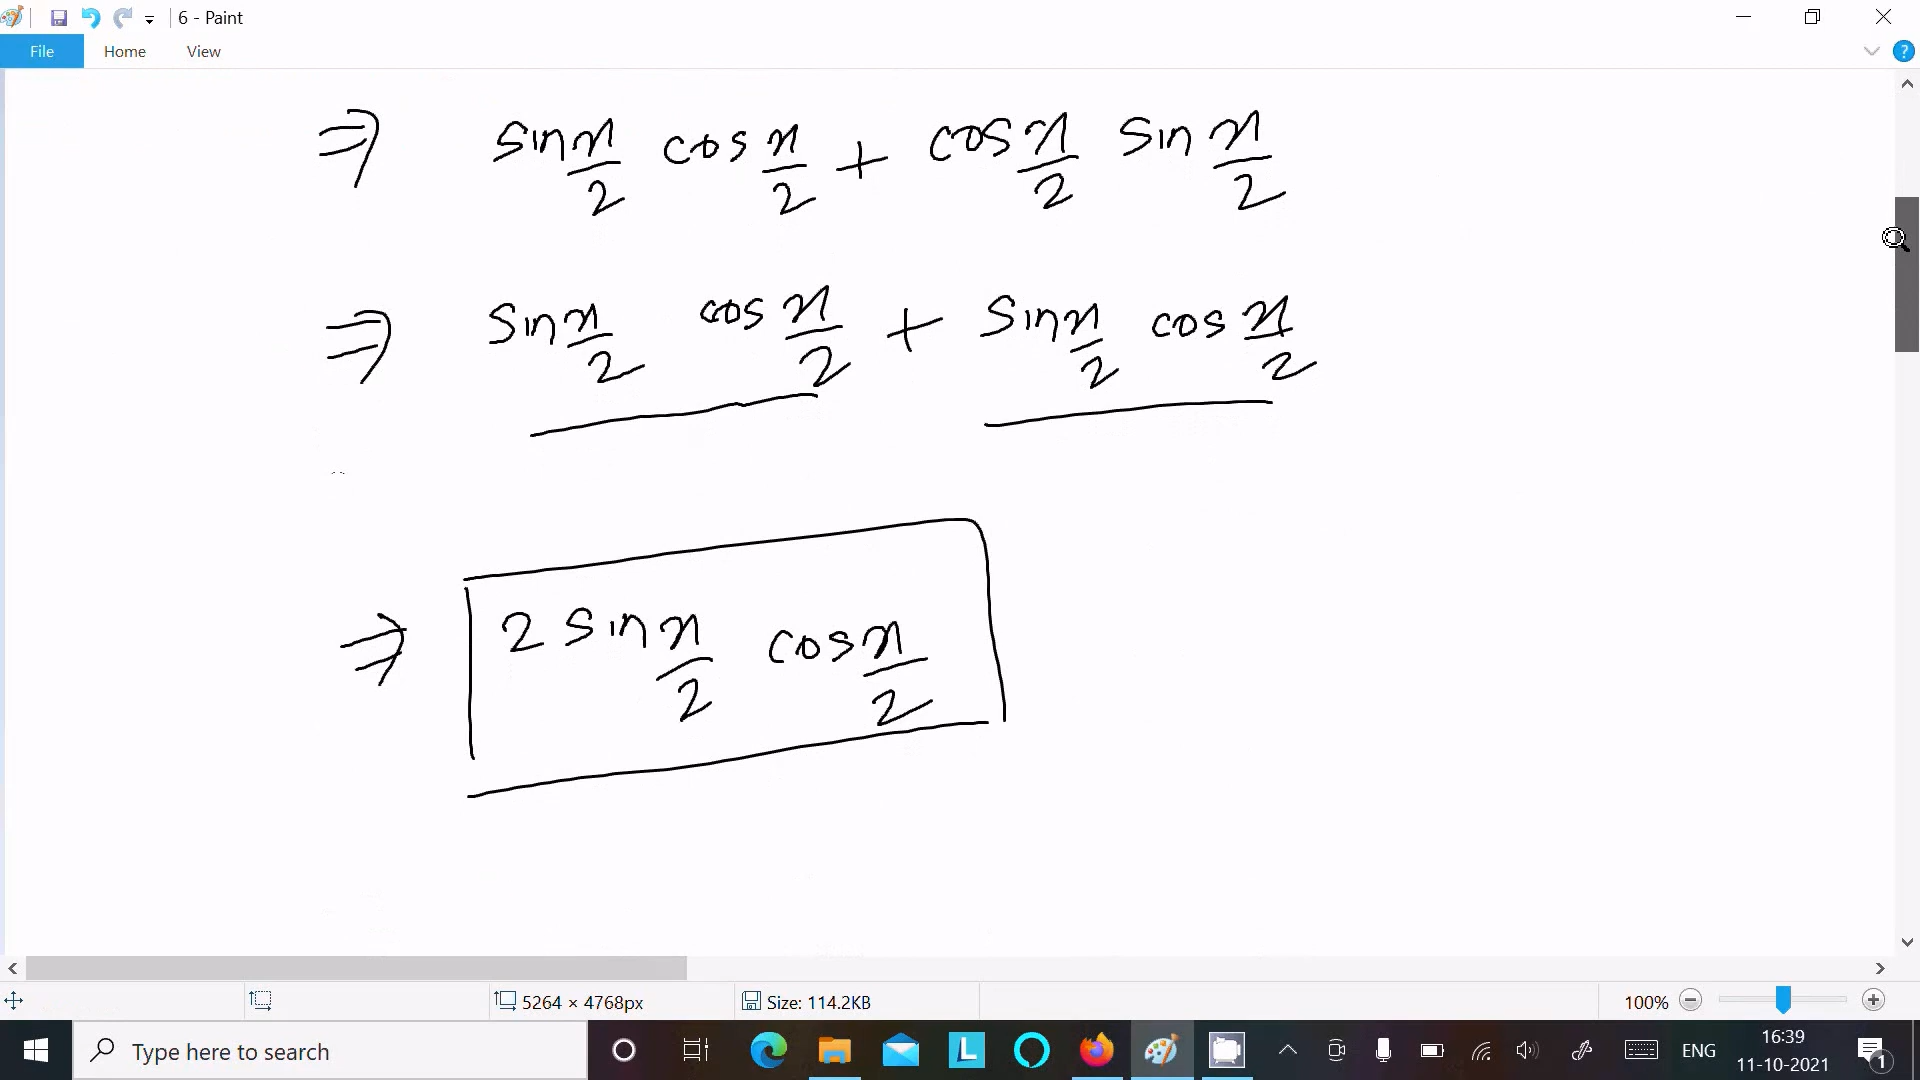 6 - Paint
File Home View ?
⇒ sin x/2 cos x/2 + cos x/2 sin x/2
⇒ sin x/2 cos x/2 + sin x/2 cos x/2
⇒ 2 sin x/2 cos x/2
5264 × 4768px Size: 114.2KB 100%
Type here to search L ENG 16:39
11-10-2021 1